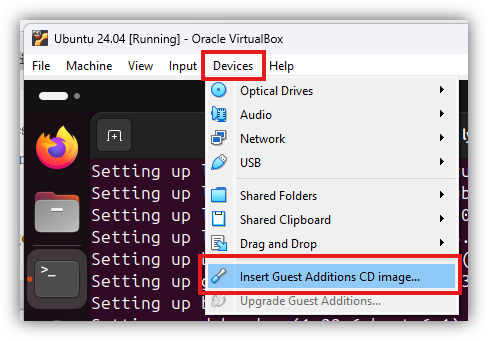 Ubuntu 24.04 [Running] - Oracle VirtualBox
File Machine View Input Devices Help
Optical Drives
Audio
Network
USB
Shared Folders
Shared Clipboard
Drag and Drop
Insert Guest Additions CD image...
Upgrade Guest Additions...
Setting up
Setting up
Setting up
Setting up
Setting up
Setting up
Setting up